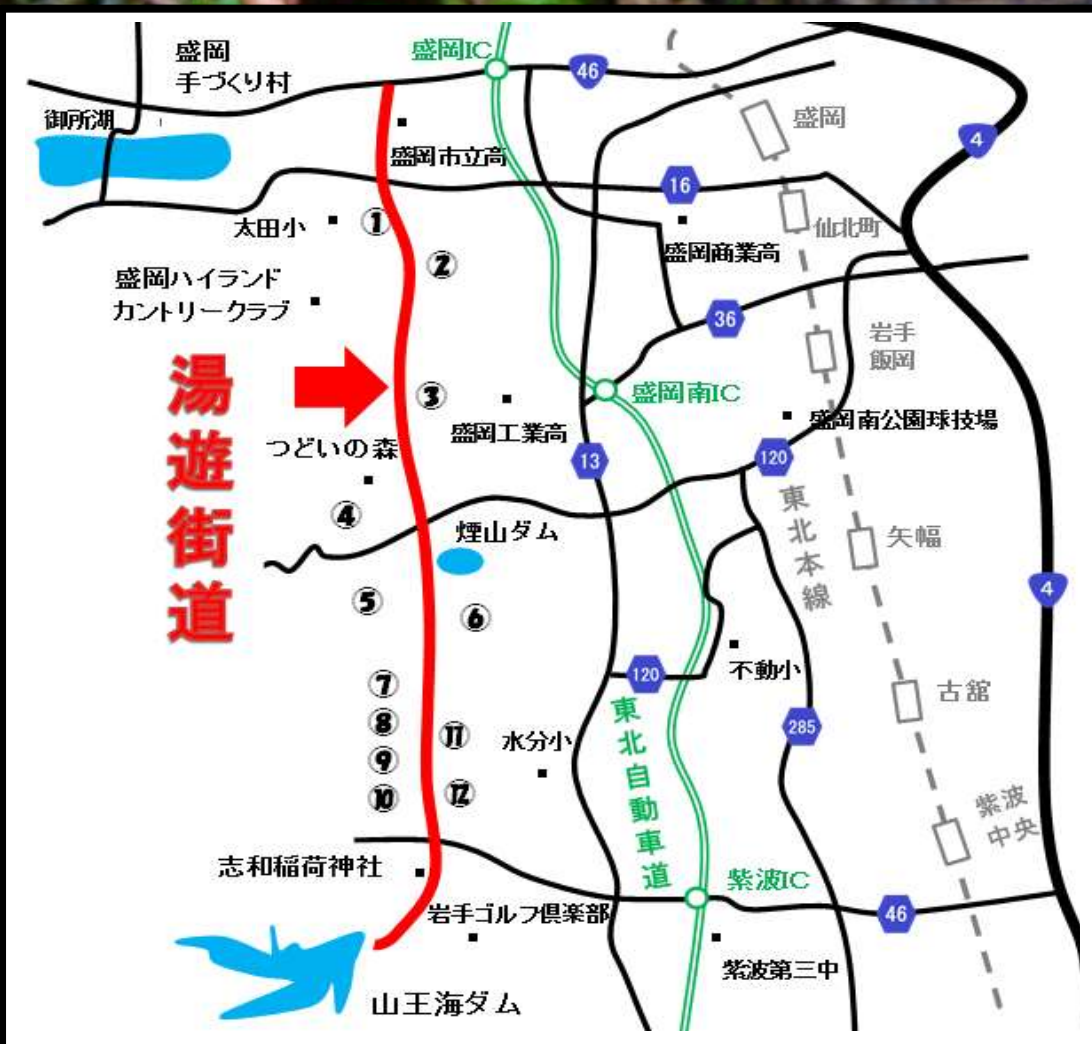 盛岡
手づくり村
盛岡IC
46
御所湖
盛岡
4
盛岡市立高
16
太田小
①
仙北町
盛岡商業高
②
盛岡ハイランド
カントリークラブ
36
岩手
飯岡
湯遊街道
③
盛岡南IC
盛岡工業高
盛岡南公園球技場
つどいの森
13
120
④
煙山ダム
東北本線
矢幅
4
⑤
⑥
120
不動小
⑦
古舘
⑧
⑪
水分小
285
東北自動車道
⑨
⑩
⑫
紫波
中央
志和稲荷神社
紫波IC
岩手ゴルフ倶楽部
46
紫波第三中
山王海ダム